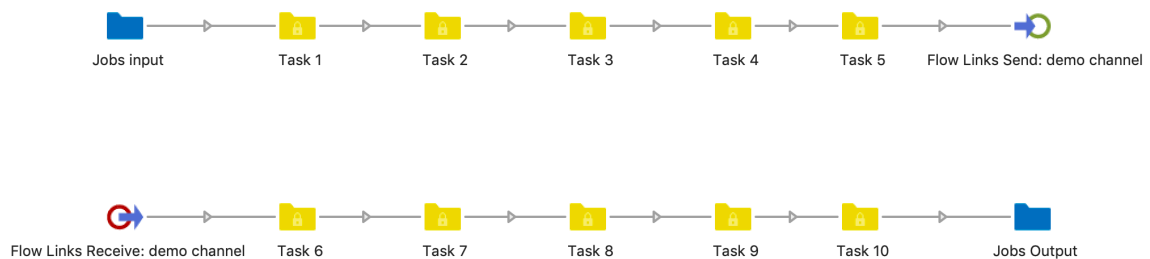 Jobs input
Task 1
Task 2
Task 3
Task 4
Task 5
Flow Links Send: demo channel
Flow Links Receive: demo channel
Task 6
Task 7
Task 8
Task 9
Task 10
Jobs Output